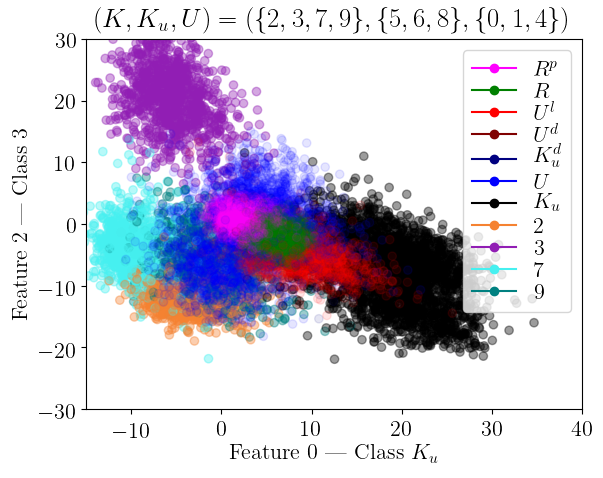 (K, K_u, U) = ({2, 3, 7, 9}, {5, 6, 8}, {0, 1, 4})
30
20
10
0
−10
−20
−30
Feature 2 — Class 3
R^p
R
U^l
U^d
K_u^d
U
K_u
2
3
7
9
−10 0 10 20 30 40
Feature 0 — Class K_u